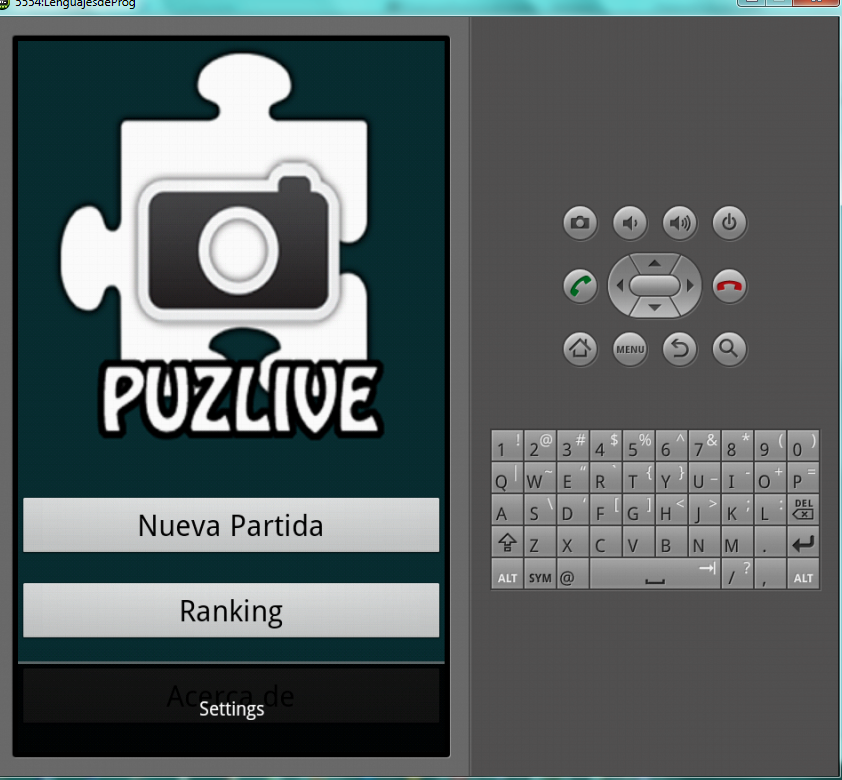 5554:LenguajesdeProg
PUZLIVE
Nueva Partida
Ranking
Acerca de
Settings
MENU
1 ! 2 @ 3 # 4 $ 5 % 6 ^ 7 & 8 * 9 ( 0 )
Q | W ~ E “ R ` T { Y } U _ I - O + P =
A S \ D ' F [ G ] H < J > K ; L : DEL
Z X C V B N M .
ALT SYM @ / ? , ALT